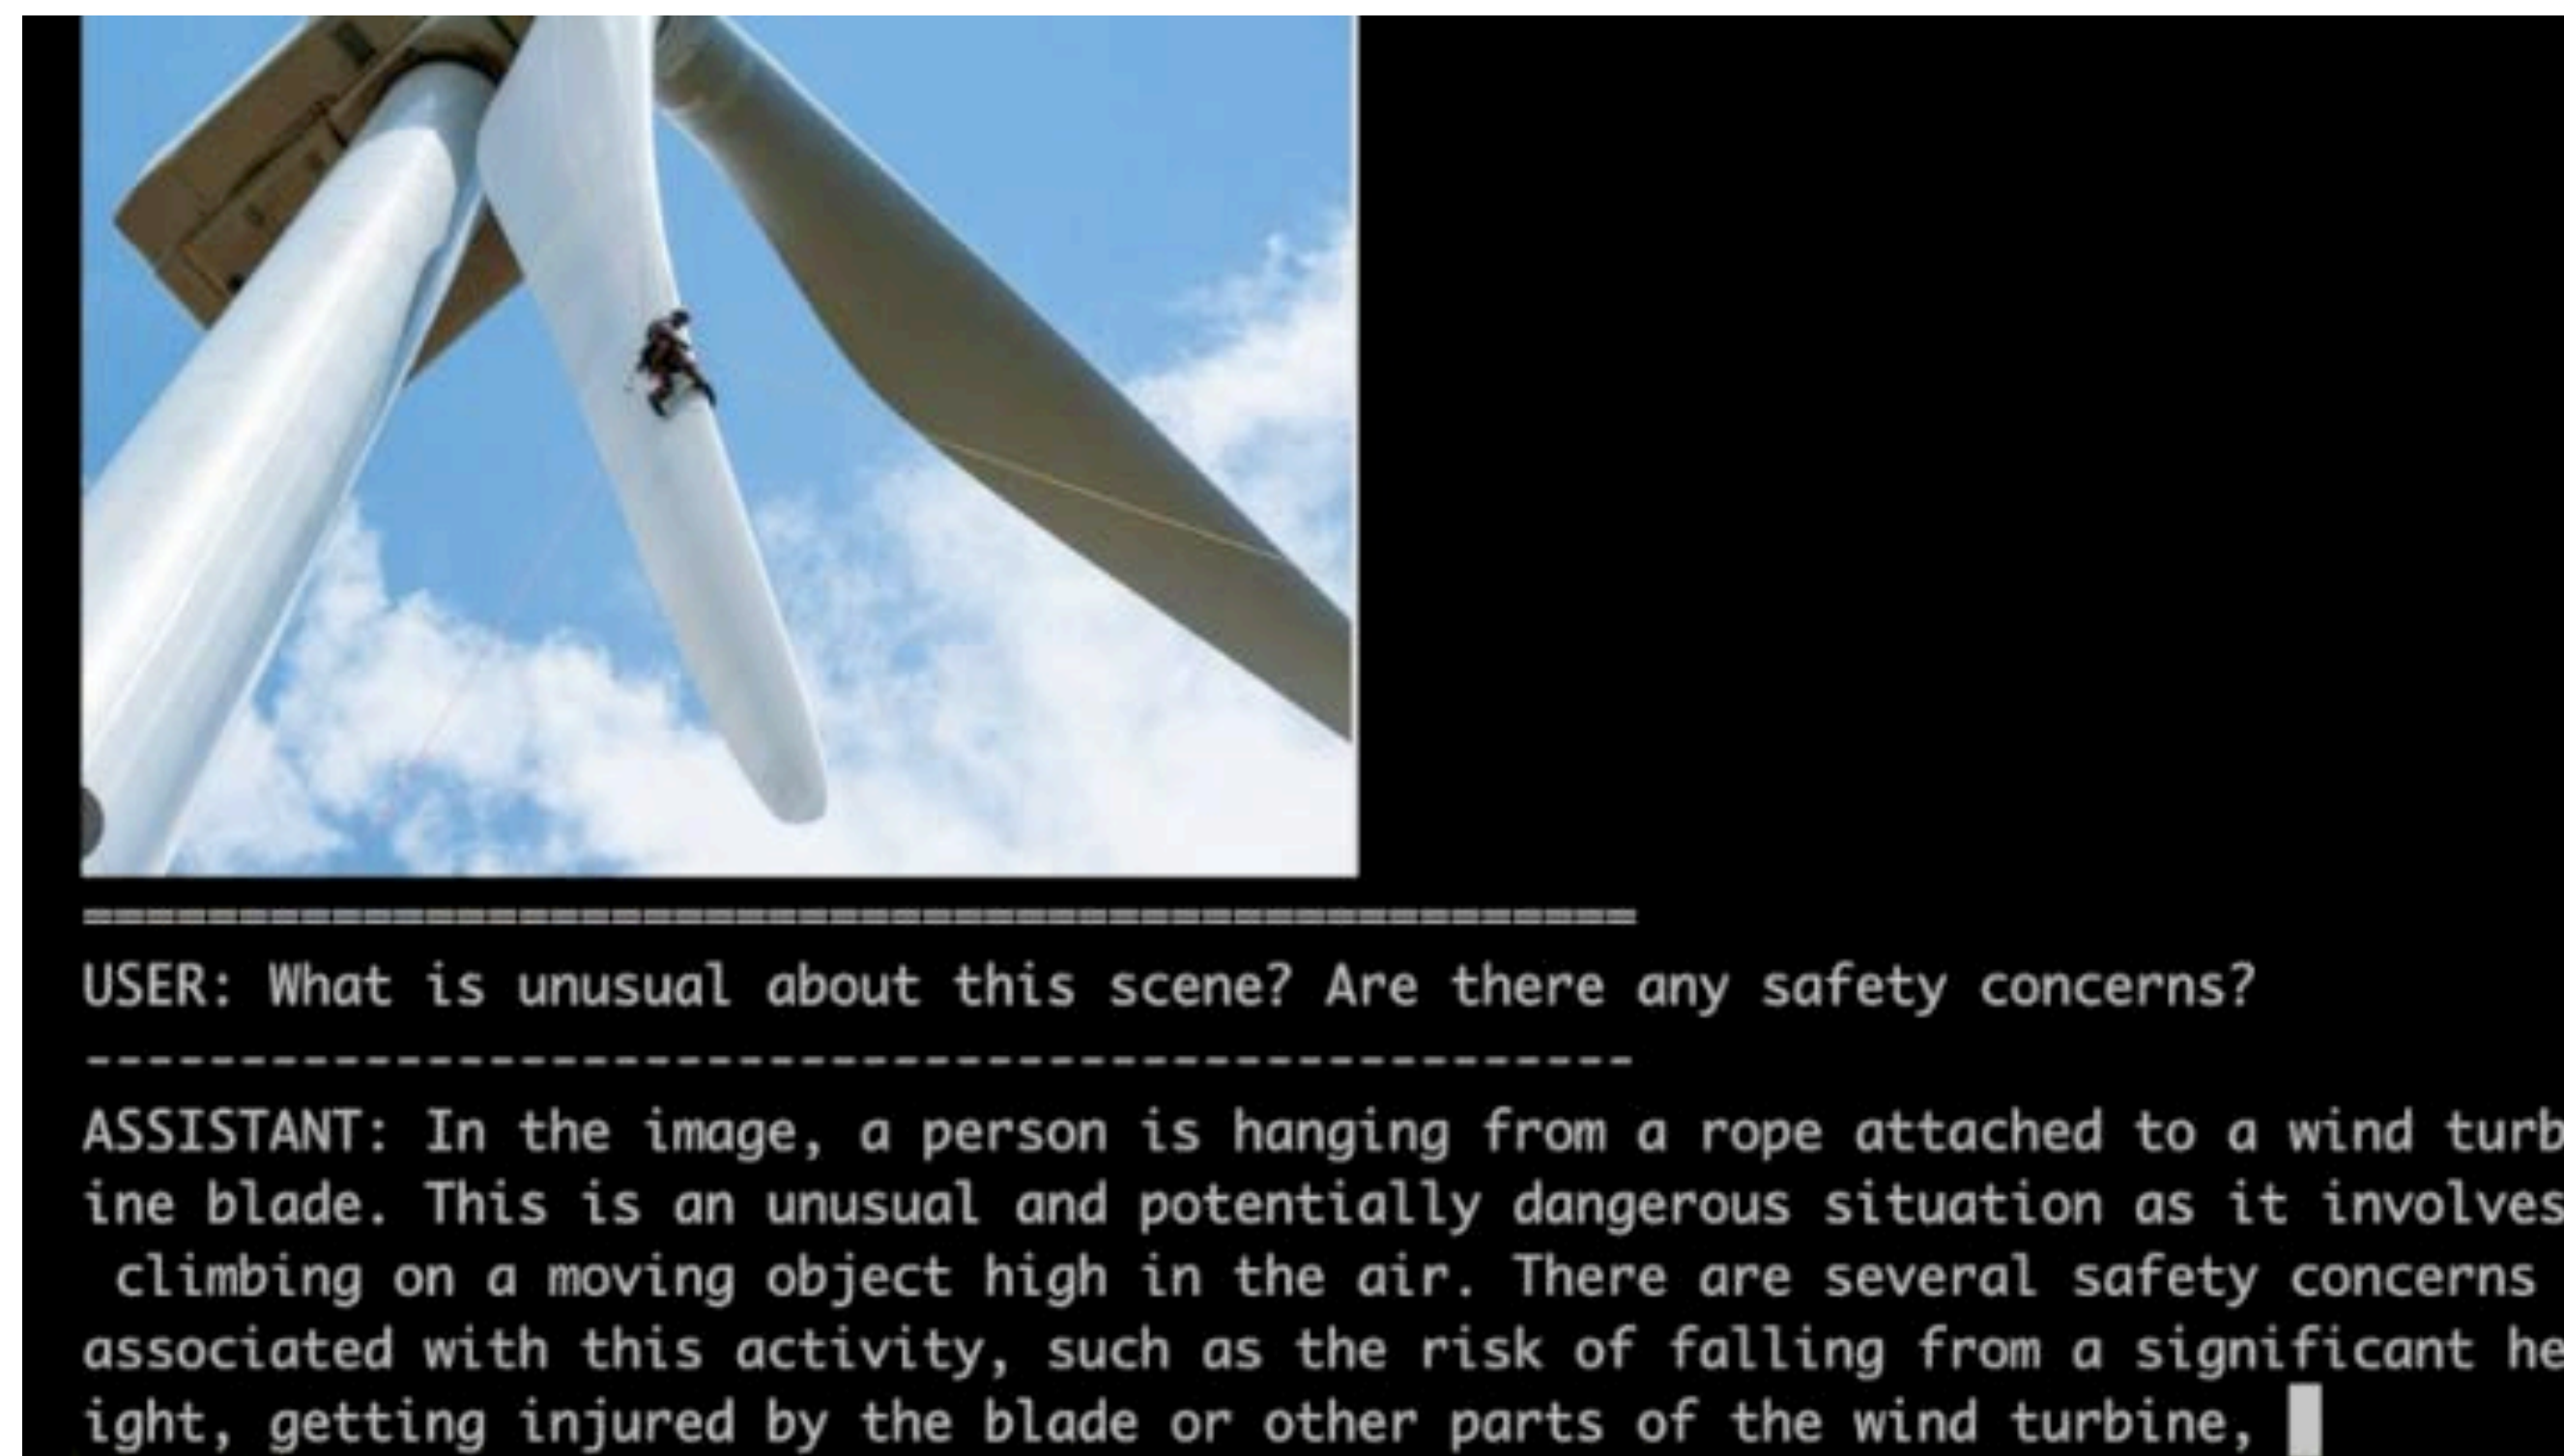 ==================================================
USER: What is unusual about this scene? Are there any safety concerns?
--------------------------------------------------
ASSISTANT: In the image, a person is hanging from a rope attached to a wind turb
ine blade. This is an unusual and potentially dangerous situation as it involves
climbing on a moving object high in the air. There are several safety concerns
associated with this activity, such as the risk of falling from a significant he
ight, getting injured by the blade or other parts of the wind turbine,